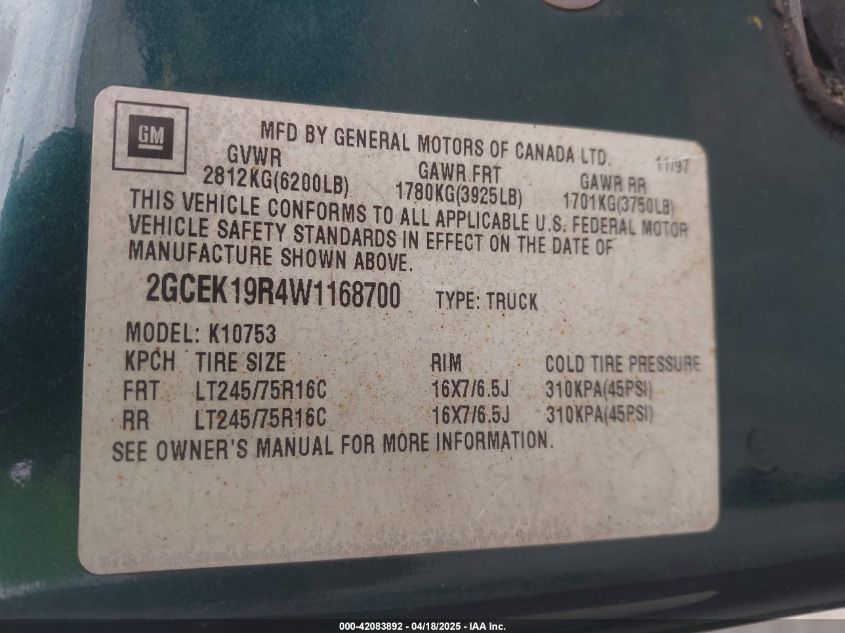 GM
MFD BY GENERAL MOTORS OF CANADA LTD. 11/97
GVWR GAWR FRT GAWR RR
2812KG(6200LB) 1780KG(3925LB) 1701KG(3750LB)
THIS VEHICLE CONFORMS TO ALL APPLICABLE U.S. FEDERAL MOTOR
VEHICLE SAFETY STANDARDS IN EFFECT ON THE DATE OF
MANUFACTURE SHOWN ABOVE.
2GCEK19R4W1168700 TYPE: TRUCK
MODEL: K10753
KPCH TIRE SIZE RIM COLD TIRE PRESSURE
FRT LT245/75R16C 16X7/6.5J 310KPA(45PSI)
RR LT245/75R16C 16X7/6.5J 310KPA(45PSI)
SEE OWNER'S MANUAL FOR MORE INFORMATION.
000-42083892 / 04/18/2025 - IAA Inc.